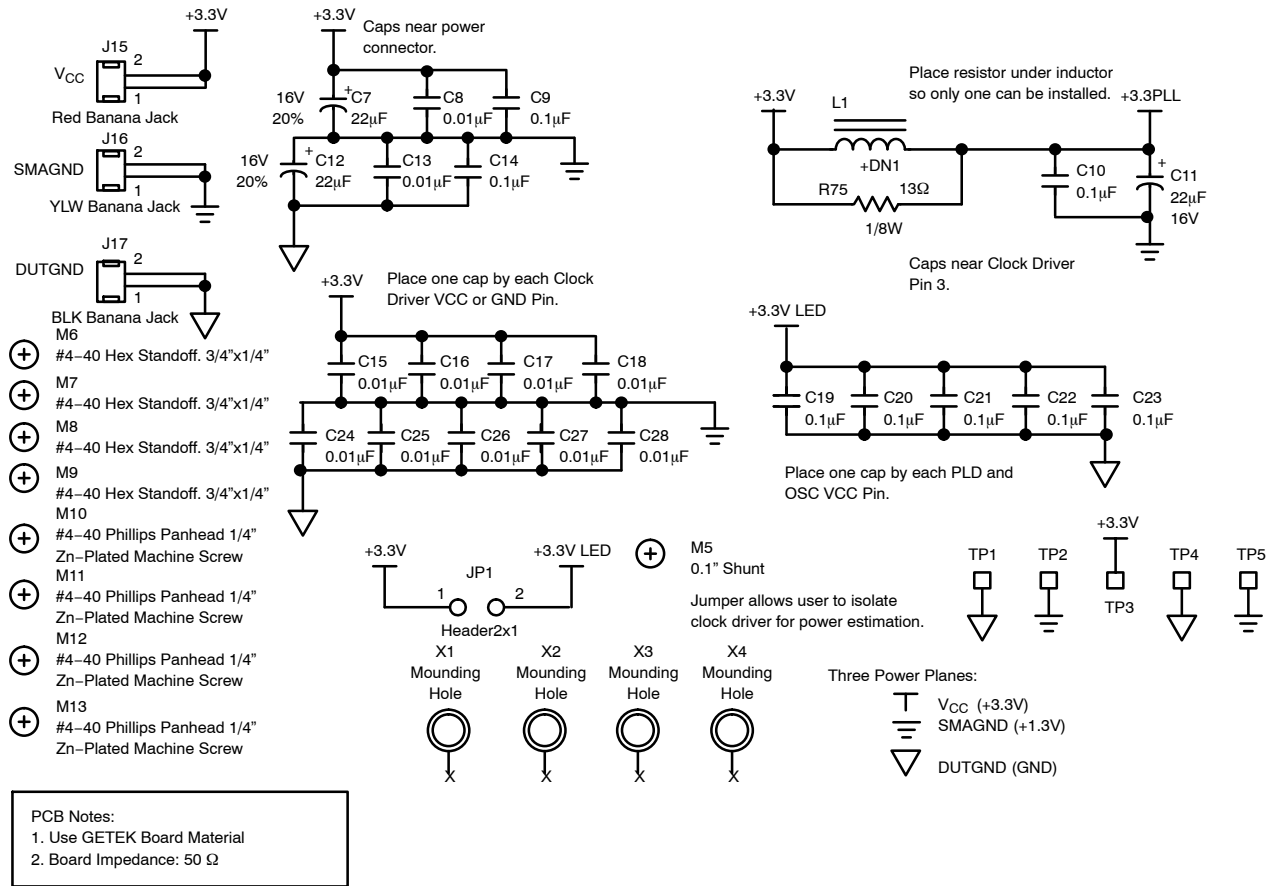 +3.3V
J15
2
VCC
1
Red Banana Jack
J16
2
SMAGND
1
YLW Banana Jack
J17
2
DUTGND
1
BLK Banana Jack
+3.3V
Caps near power
connector.
16V
20%
+
C7
22μF
C8
0.01μF
C9
0.1μF
16V
20%
+
C12
22μF
C13
0.01μF
C14
0.1μF
Place resistor under inductor
so only one can be installed.
+3.3V
L1
+3.3PLL
+DN1
R75
13Ω
1/8W
C10
0.1μF
+
C11
22μF
16V
Caps near Clock Driver
Pin 3.
+3.3V
Place one cap by each Clock
Driver VCC or GND Pin.
C15
0.01μF
C16
0.01μF
C17
0.01μF
C18
0.01μF
C24
0.01μF
C25
0.01μF
C26
0.01μF
C27
0.01μF
C28
0.01μF
+3.3V LED
C19
0.1μF
C20
0.1μF
C21
0.1μF
C22
0.1μF
C23
0.1μF
Place one cap by each PLD and
OSC VCC Pin.
M6
#4−40 Hex Standoff. 3/4”x1/4”
M7
#4−40 Hex Standoff. 3/4”x1/4”
M8
#4−40 Hex Standoff. 3/4”x1/4”
M9
#4−40 Hex Standoff. 3/4”x1/4”
M10
#4−40 Phillips Panhead 1/4”
Zn−Plated Machine Screw
M11
#4−40 Phillips Panhead 1/4”
Zn−Plated Machine Screw
M12
#4−40 Phillips Panhead 1/4”
Zn−Plated Machine Screw
M13
#4−40 Phillips Panhead 1/4”
Zn−Plated Machine Screw
+3.3V
+3.3V LED
JP1
1
2
Header2x1
M5
0.1” Shunt
Jumper allows user to isolate
clock driver for power estimation.
X1
Mounding
Hole
X
X2
Mounding
Hole
X
X3
Mounding
Hole
X
X4
Mounding
Hole
X
+3.3V
TP1
TP2
TP3
TP4
TP5
Three Power Planes:
VCC (+3.3V)
SMAGND (+1.3V)
DUTGND (GND)
PCB Notes:
1. Use GETEK Board Material
2. Board Impedance: 50 Ω